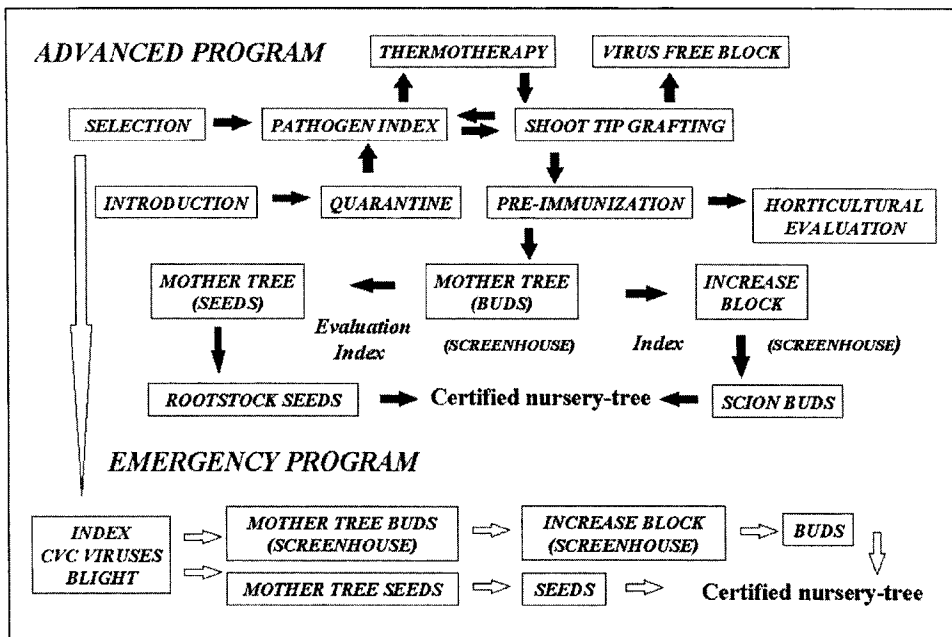 ADVANCED PROGRAM
THERMOTHERAPY
VIRUS FREE BLOCK
SELECTION
PATHOGEN INDEX
SHOOT TIP GRAFTING
INTRODUCTION
QUARANTINE
PRE-IMMUNIZATION
HORTICULTURAL
EVALUATION
MOTHER TREE
(SEEDS)
MOTHER TREE
(BUDS)
INCREASE
BLOCK
Evaluation
Index
(SCREENHOUSE)
Index
(SCREENHOUSE)
ROOTSTOCK SEEDS
Certified nursery-tree
SCION BUDS
EMERGENCY PROGRAM
INDEX
CVC VIRUSES
BLIGHT
MOTHER TREE BUDS
(SCREENHOUSE)
INCREASE BLOCK
(SCREENHOUSE)
BUDS
MOTHER TREE SEEDS
SEEDS
Certified nursery-tree